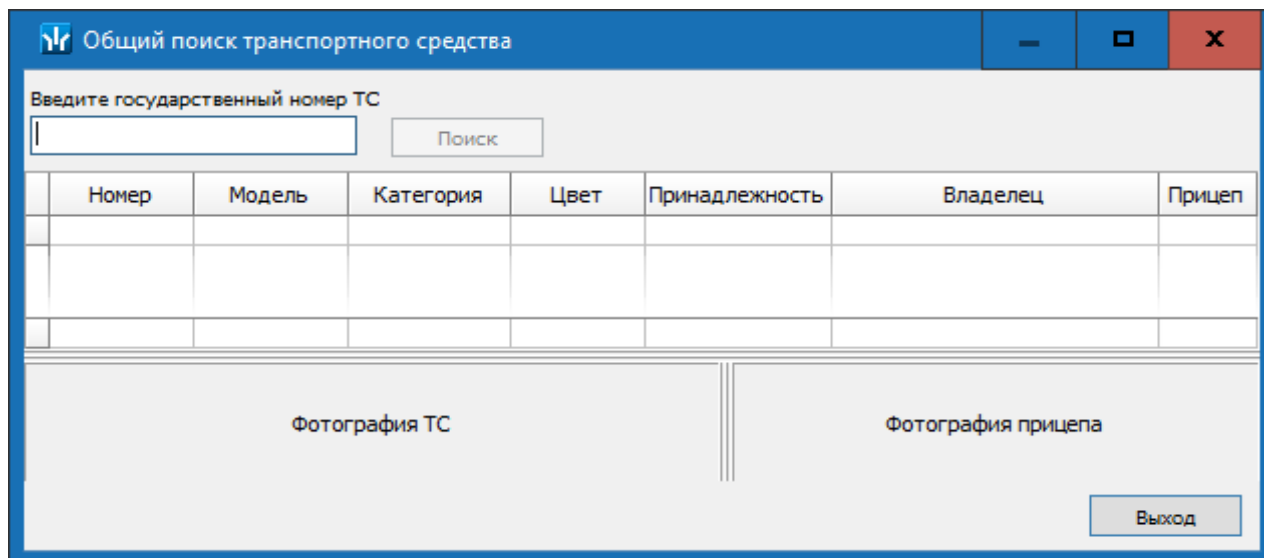 Общий поиск транспортного средства
Введите государственный номер ТС
Поиск
Номер Модель Категория Цвет Принадлежность Владелец Прицеп
Фотография ТС Фотография прицепа
Выход